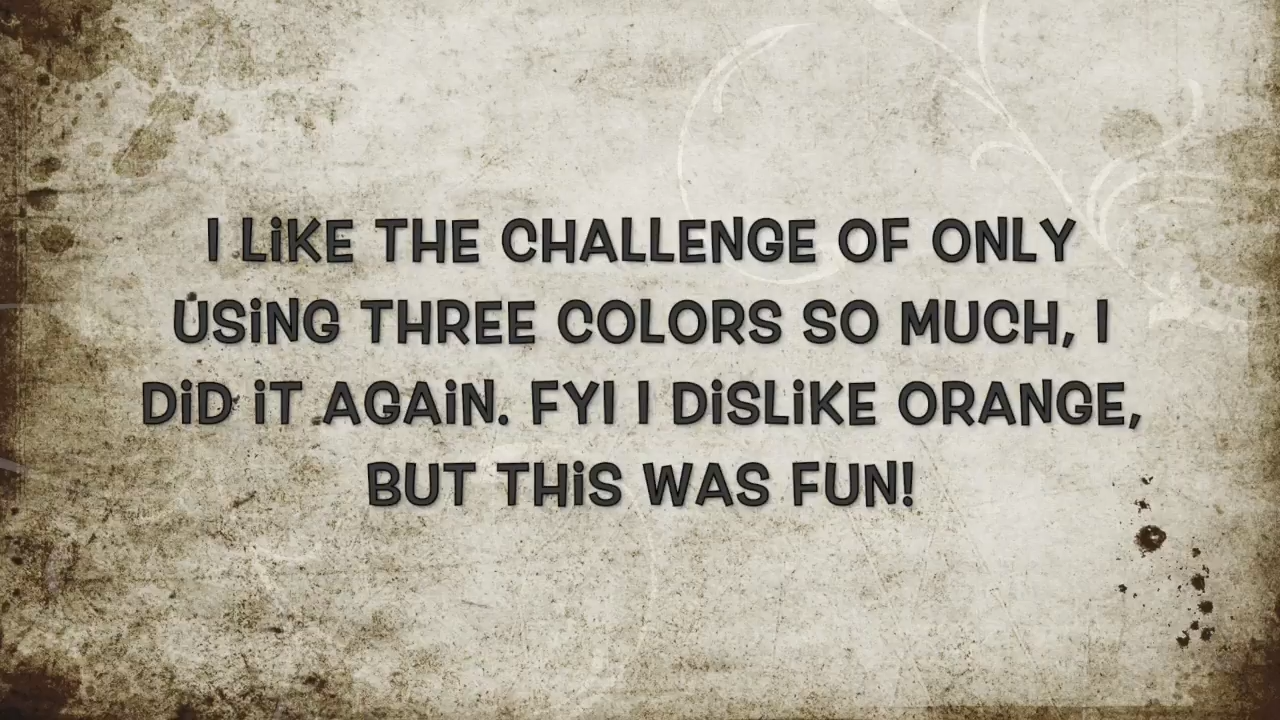 I LiKE THE CHALLENGE OF ONLY
USiNG THREE COLORS SO MUCH, I
DiD iT AGAiN. FYI I DiSLiKE ORANGE,
BUT THiS WAS FUN!